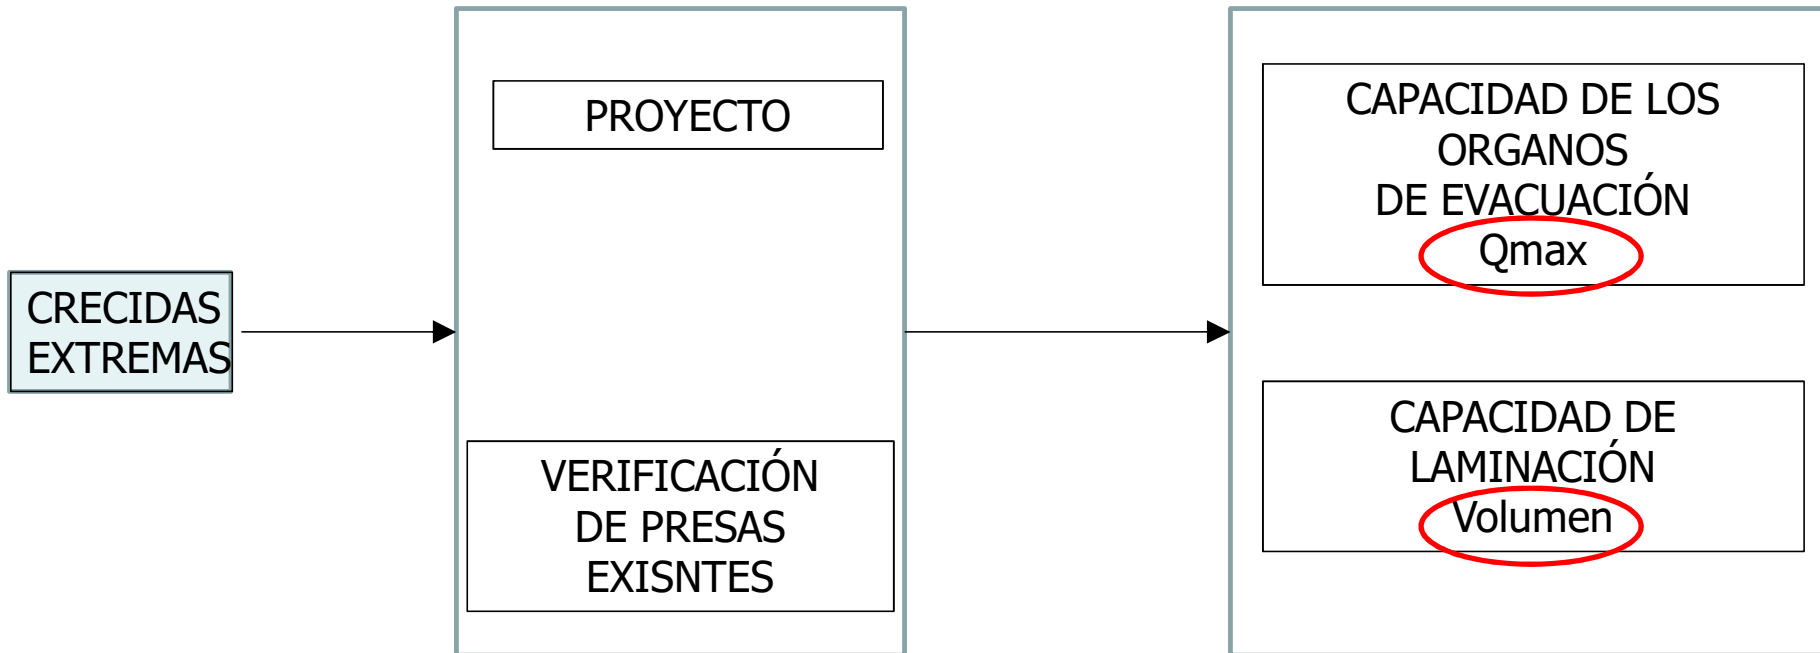 CRECIDAS
EXTREMAS
PROYECTO
VERIFICACIÓN
DE PRESAS
EXISNTES
CAPACIDAD DE LOS
ORGANOS
DE EVACUACIÓN
Qmax
CAPACIDAD DE
LAMINACIÓN
Volumen